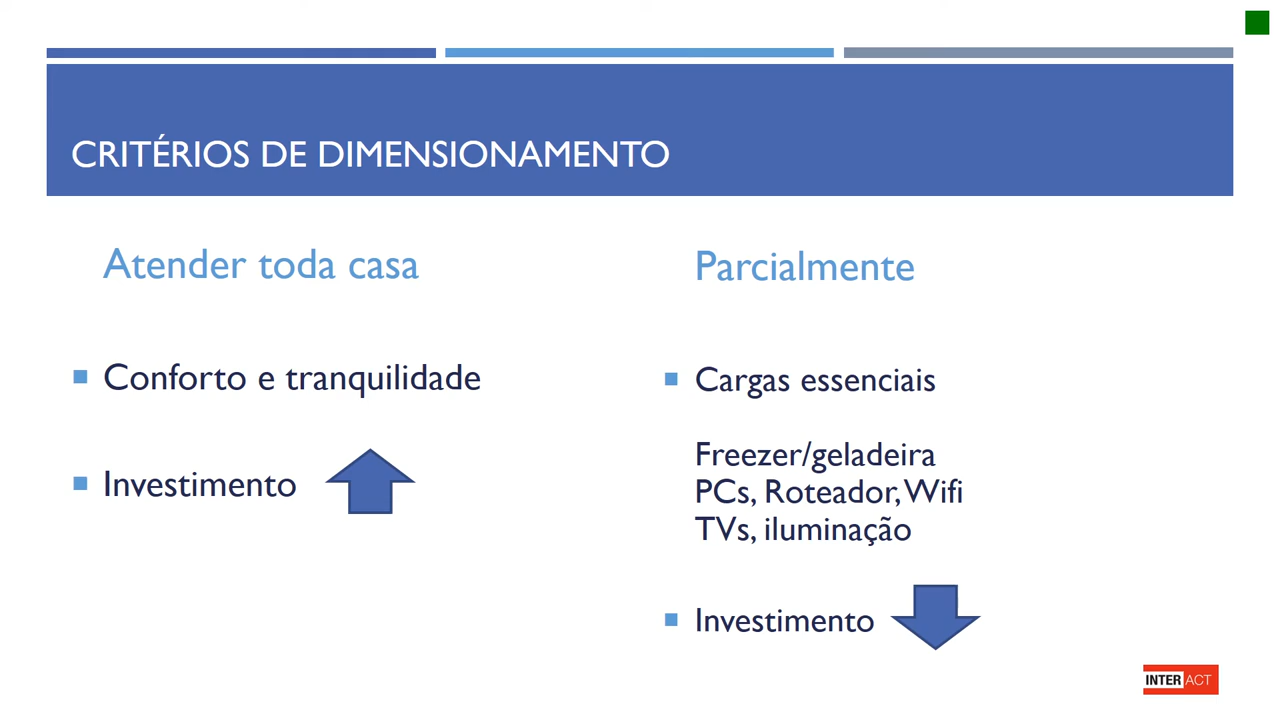 CRITÉRIOS DE DIMENSIONAMENTO
Atender toda casa
Conforto e tranquilidade
Investimento
Parcialmente
Cargas essenciais
Freezer/geladeira
PCs, Roteador, Wifi
TVs, iluminação
Investimento
INTERACT